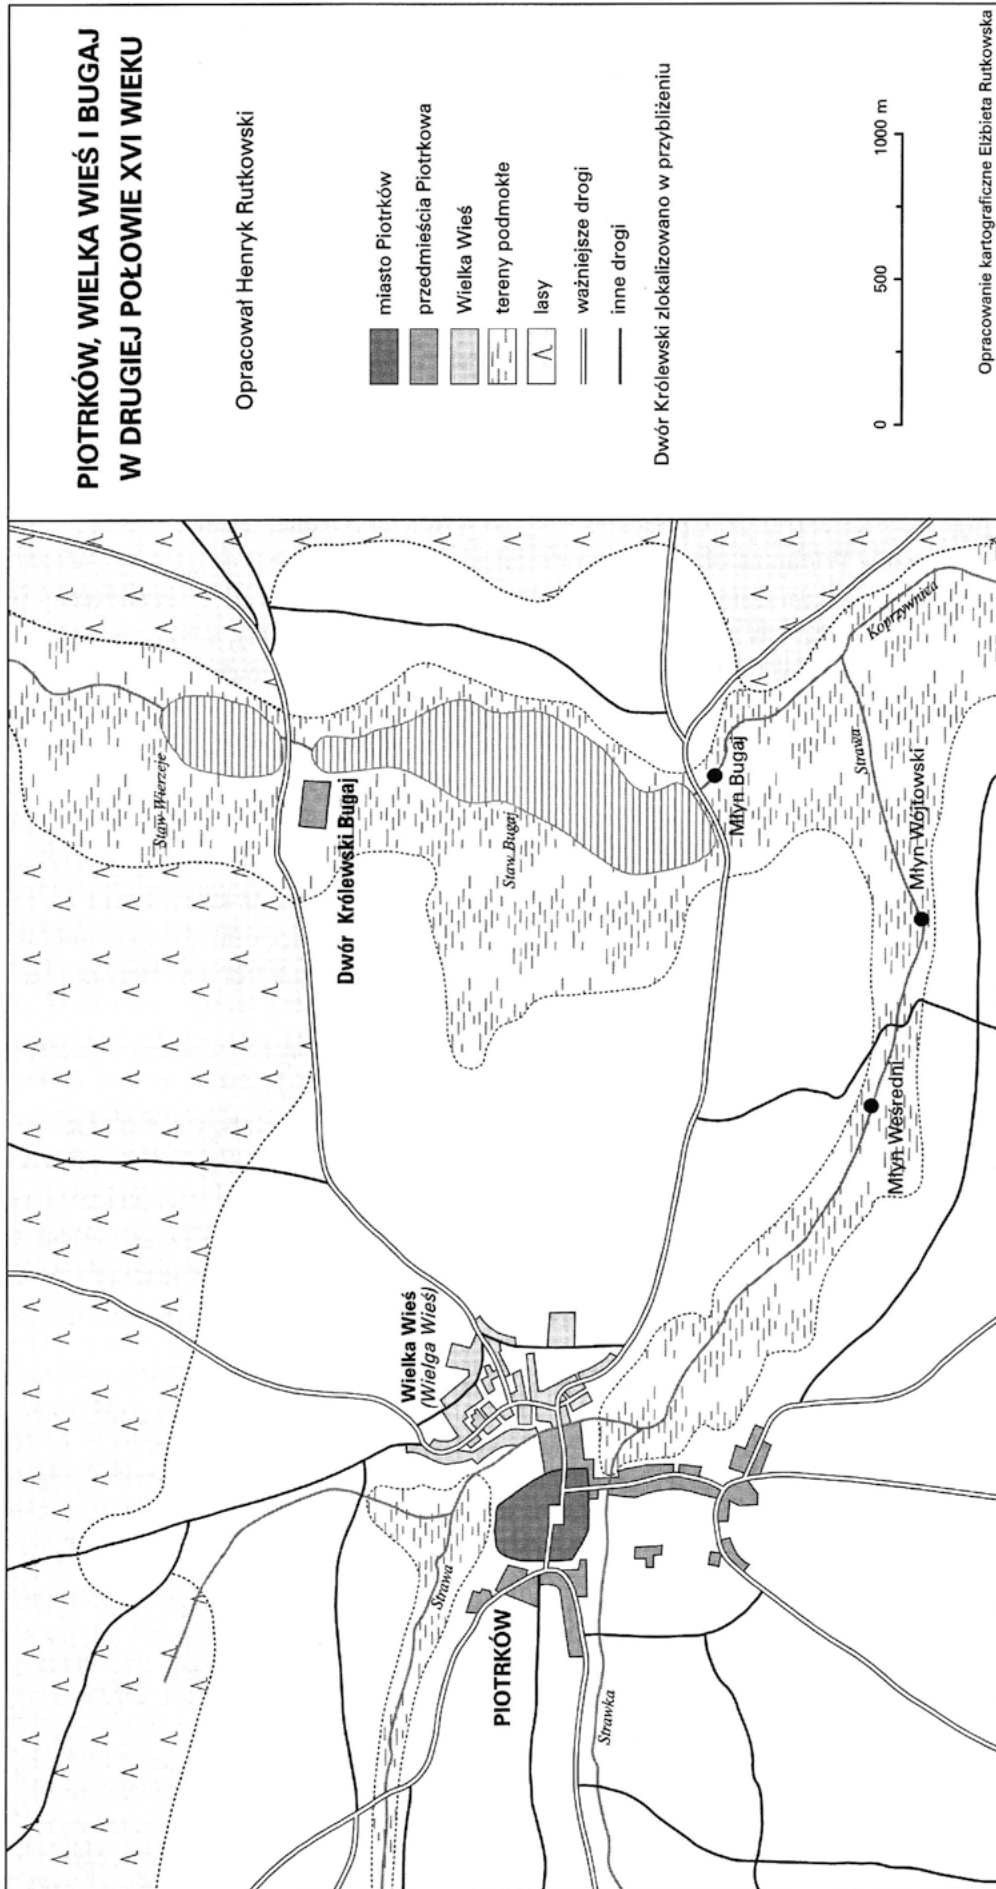 PIOTRKÓW, WIELKA WIEŚ I BUGAJ
W DRUGIEJ POŁOWIE XVI WIEKU
Opracował Henryk Rutkowski
miasto Piotrków
przedmieścia Piotrkowa
Wielka Wieś
tereny podmokłe
lasy
ważniejsze drogi
inne drogi
Dwór Królewski zlokalizowano w przybliżeniu
0 500 1000 m
Opracowanie kartograficzne Elżbieta Rutkowska
Staw Wierzeje
Dwór Królewski Bugaj
Staw Bugaj
Młyn Bugaj
Koprzywnica
Strawa
Młyn Wójtowski
Młyn Weśredni
Wielka Wieś
(Wielga Wieś)
Strawa
PIOTRKÓW
Strawka